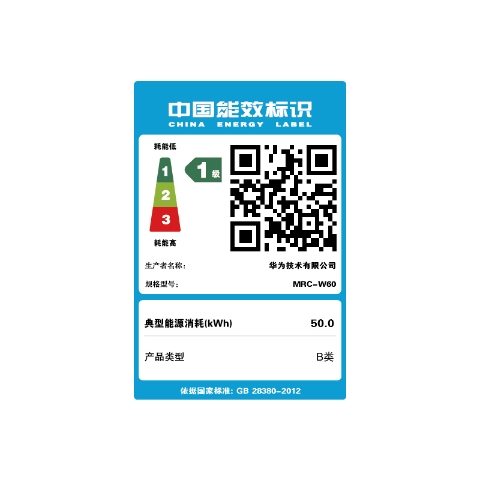 中国能效标识
CHINA ENERGY LABEL
耗能低
1
2
3
耗能高
1级
生产者名称：
华为技术有限公司
规格型号：
MRC-W60
典型能源消耗(kWh)
50.0
产品类型
B类
依据国家标准: GB 28380-2012